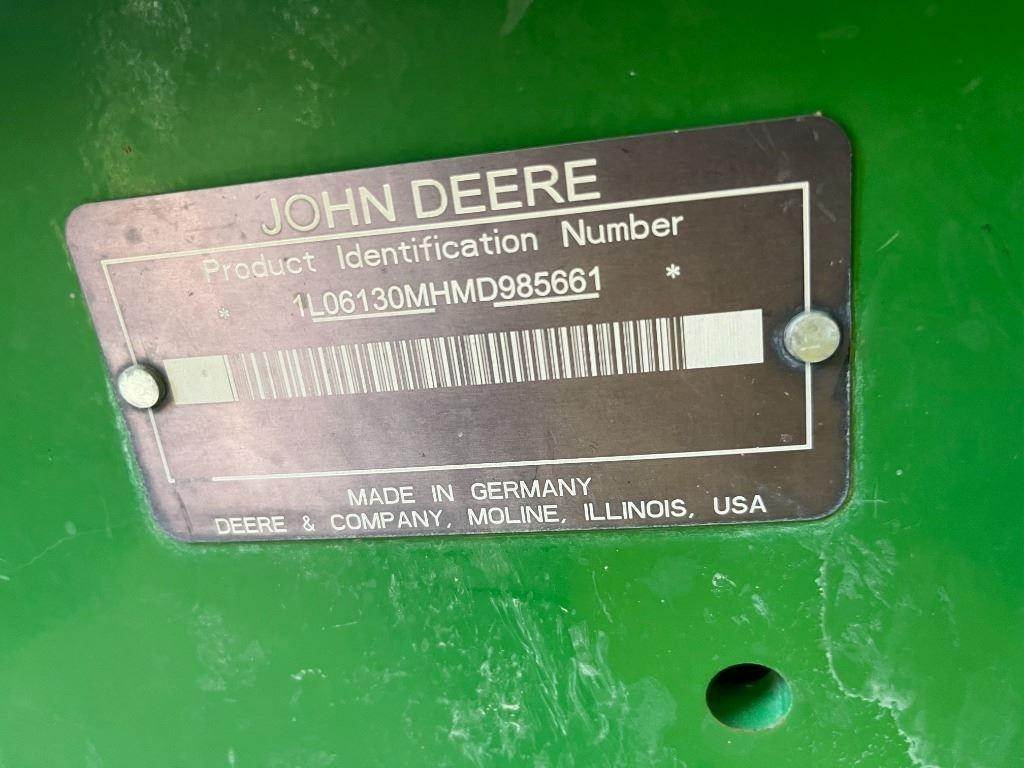 JOHN DEERE
Product Identification Number
* 1L06130MHMD985661 *
MADE IN GERMANY
DEERE & COMPANY, MOLINE, ILLINOIS, USA